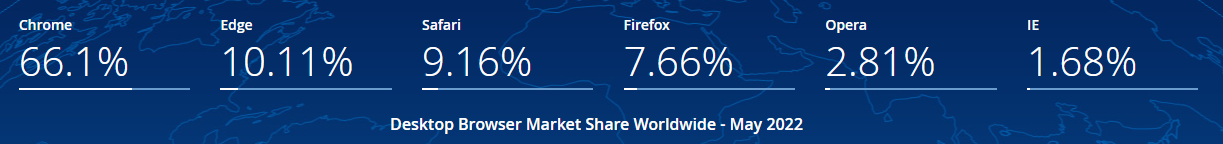 Chrome Edge Safari Firefox Opera IE
66.1% 10.11% 9.16% 7.66% 2.81% 1.68%
Desktop Browser Market Share Worldwide - May 2022